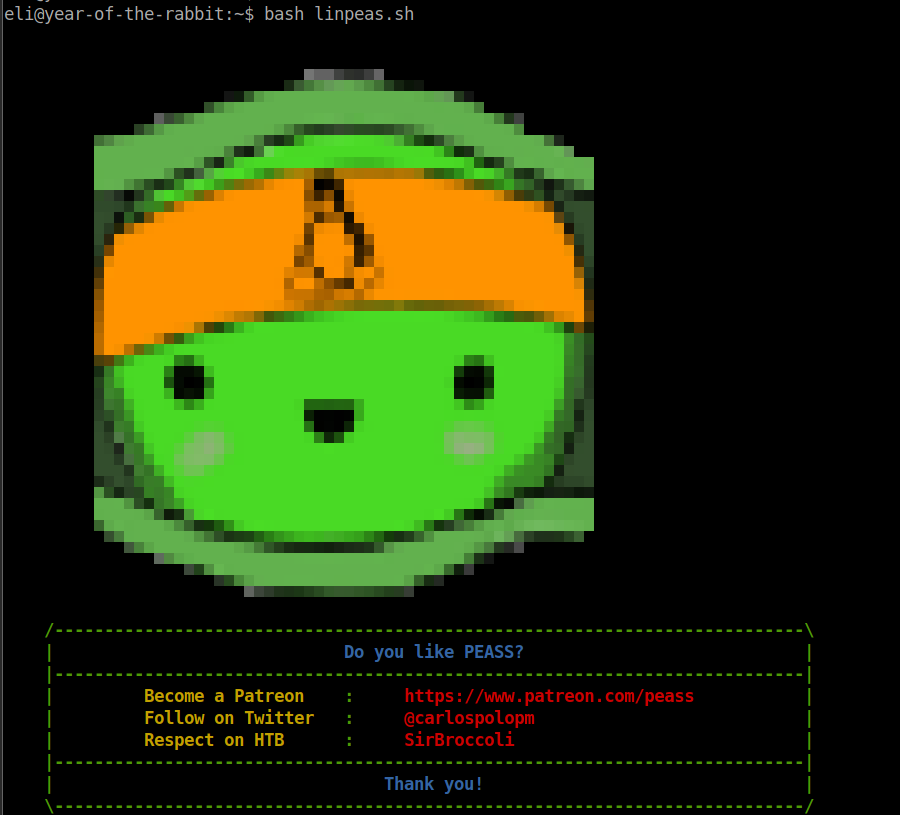 eli@year-of-the-rabbit:~$ bash linpeas.sh
/---------------------------------------------------------------------------\
| Do you like PEASS? |
|---------------------------------------------------------------------------|
| Become a Patreon : https://www.patreon.com/peass |
| Follow on Twitter : @carlospolopm |
| Respect on HTB : SirBroccoli |
|---------------------------------------------------------------------------|
| Thank you! |
\---------------------------------------------------------------------------/